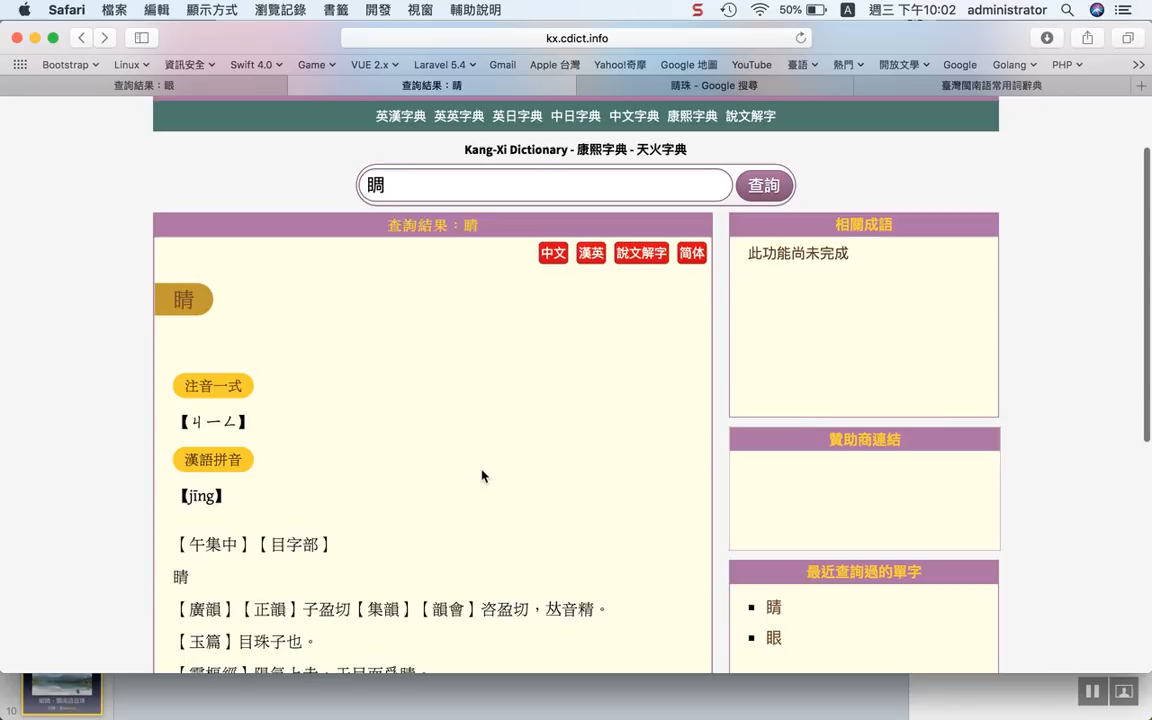 Safari 檔案 編輯 顯示方式 瀏覽記錄 書籤 開發 視窗 輔助說明 S 50% A 週三 下午10:02 administrator
kx.cdict.info
Bootstrap Linux 資訊安全 Swift 4.0 Game VUE 2.x Laravel 5.4 Gmail Apple 台灣 Yahoo!奇摩 Google 地圖 YouTube 臺語 熱門 開放文學 Google Golang PHP
查詢結果：眼 查詢結果：睛 睛珠 - Google 搜尋 臺灣閩南語常用詞辭典
英漢字典 英英字典 英日字典 中日字典 中文字典 康熙字典 說文解字
Kang-Xi Dictionary - 康熙字典 - 天火字典
查詢
查詢結果：睛
相關成語
中文 漢英 說文解字 简体
此功能尚未完成
睛
注音一式
【ㄐㄧㄥ】
漢語拼音
【jīng】
【午集中】【目字部】
睛
【廣韻】【正韻】子盈切【集韻】【韻會】咨盈切，𠀤音精。
【玉篇】目珠子也。
贊助商連結
最近查詢過的單字
睛
眼
10